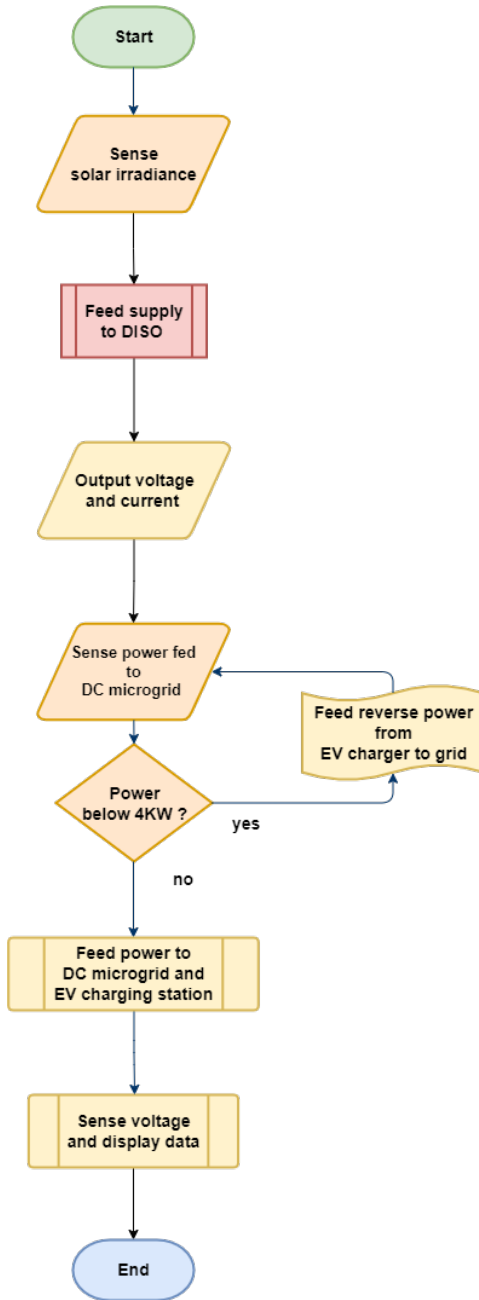 Start
Sense
solar irradiance
Feed supply
to DISO
Output voltage
and current
Sense power fed
to
DC microgrid
Feed reverse power
from
EV charger to grid
Power
below 4KW ?
yes
no
Feed power to
DC microgrid and
EV charging station
Sense voltage
and display data
End